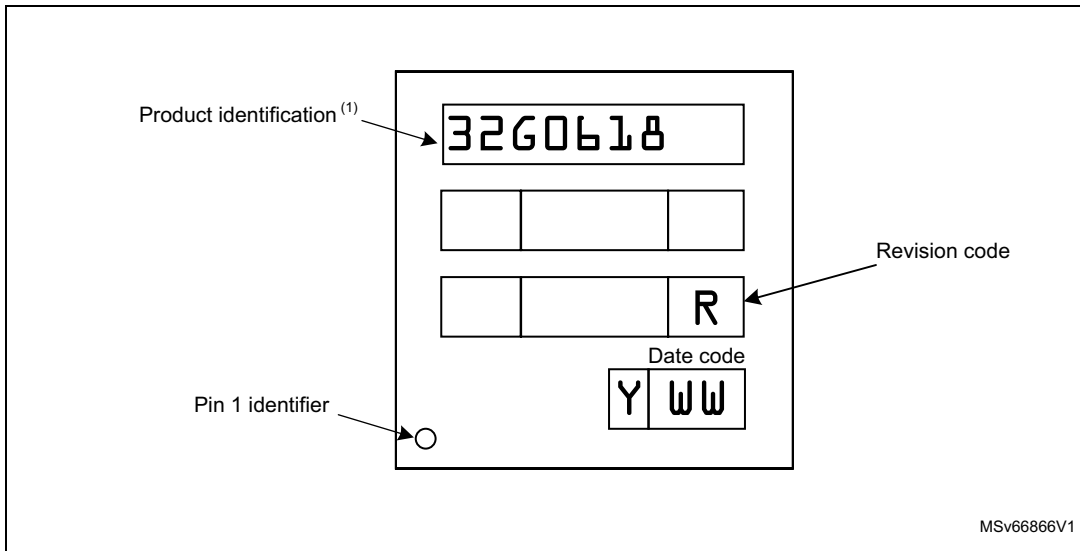 Product identification (1)
32G0618
Revision code
R
Date code
Y WW
Pin 1 identifier
MSv66866V1